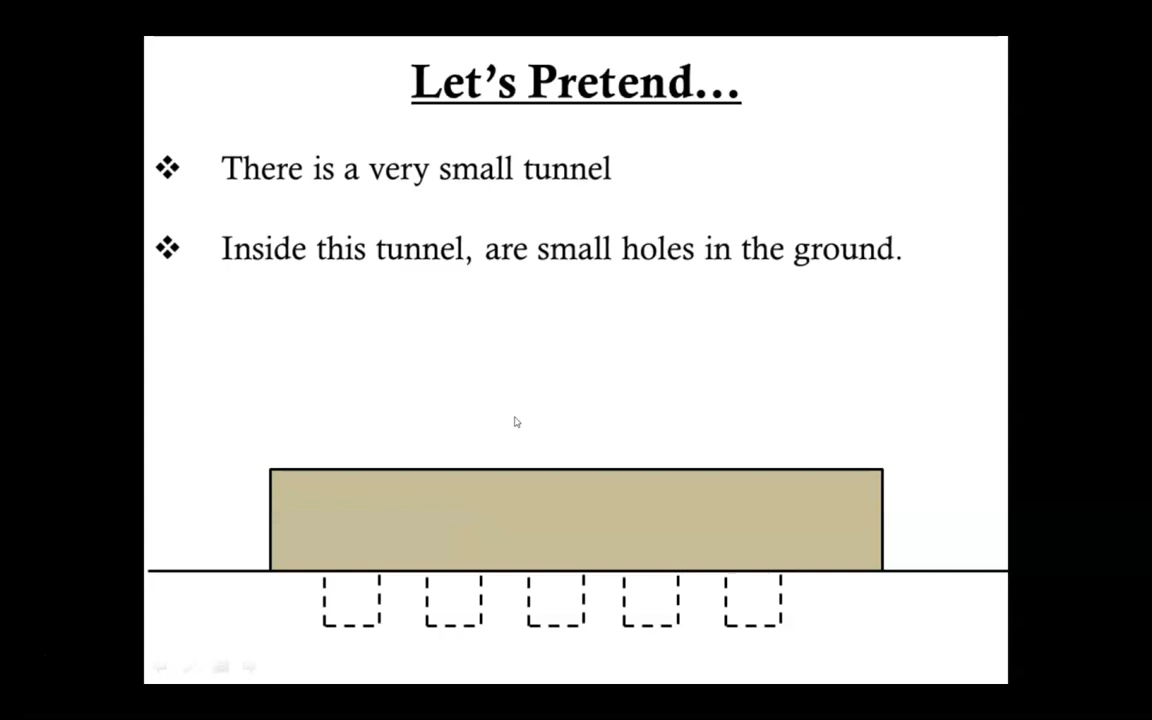 Let's Pretend...
❖ There is a very small tunnel
❖ Inside this tunnel, are small holes in the ground.